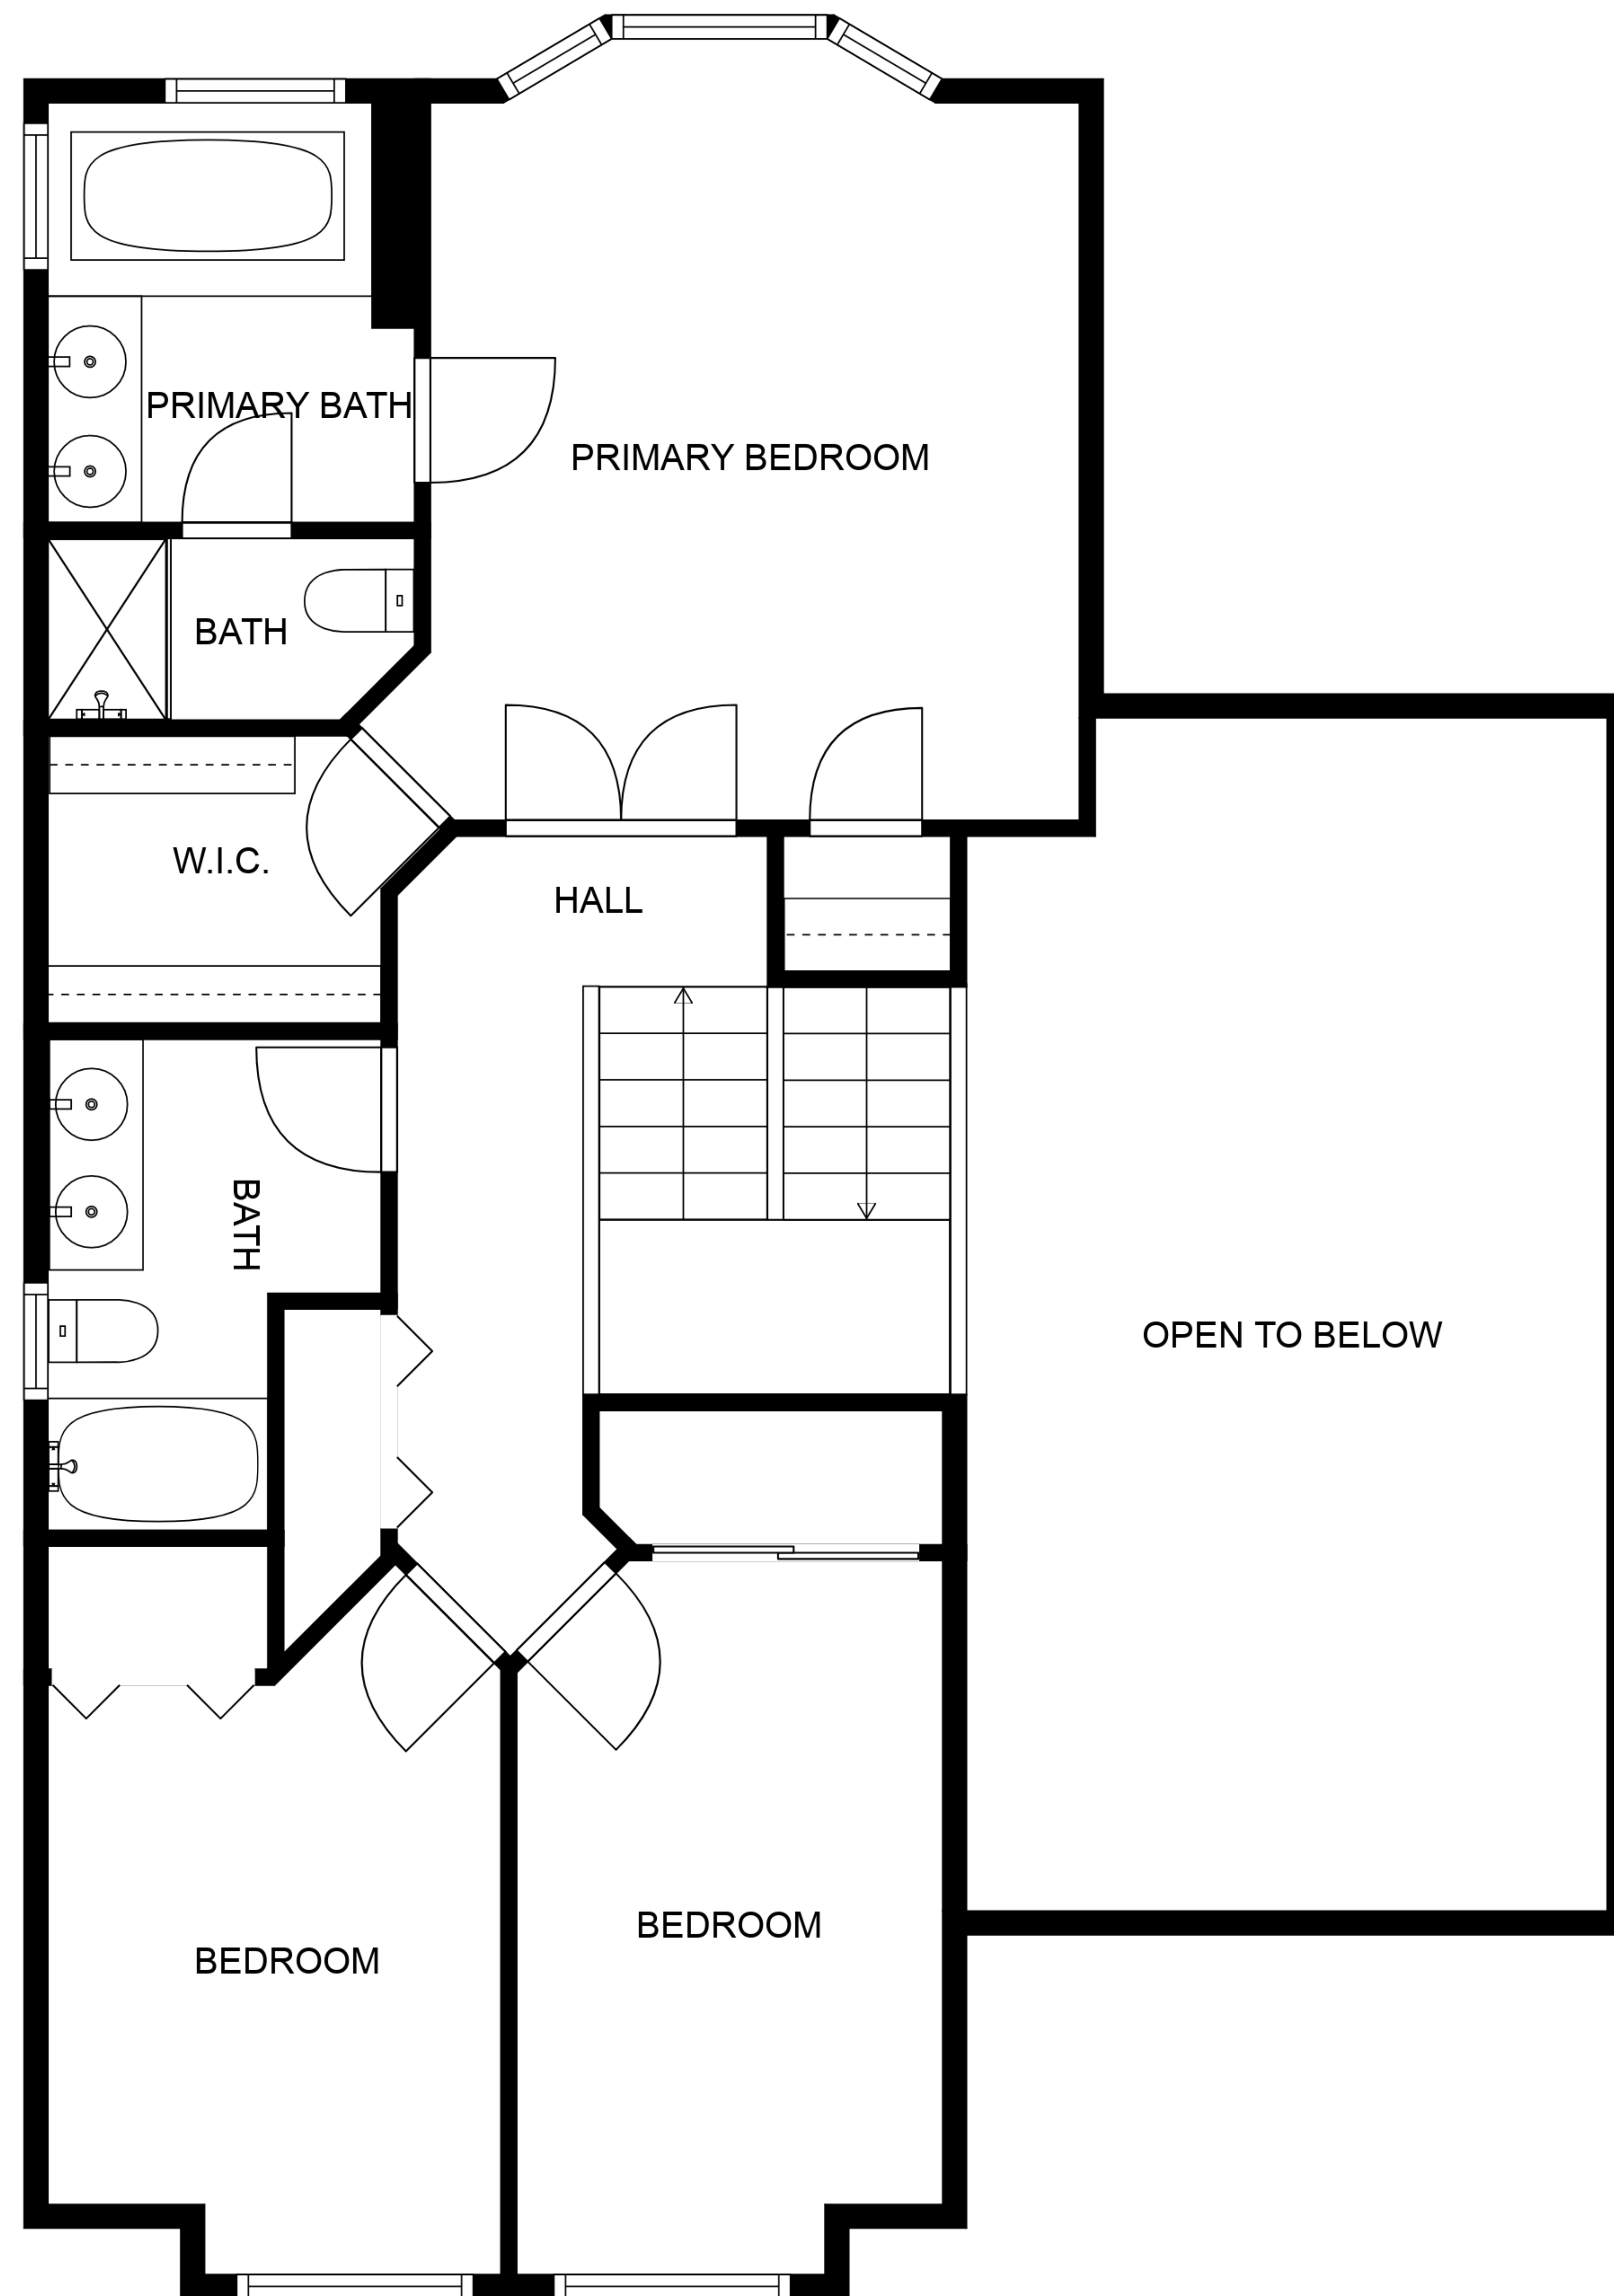 PRIMARY BATH
PRIMARY BEDROOM
BATH
W.I.C.
HALL
BATH
OPEN TO BELOW
BEDROOM
BEDROOM